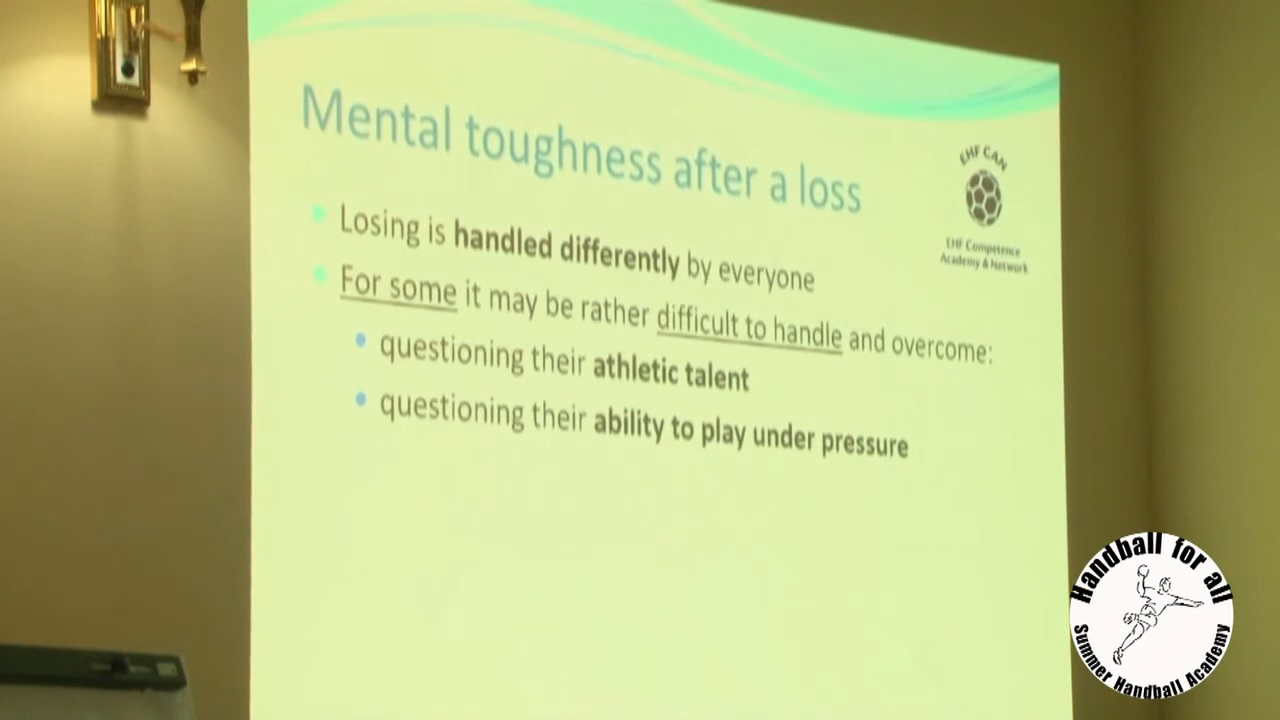 Mental toughness after a loss
EHF CAN
EHF Competence
Academy & Network
Losing is handled differently by everyone
For some it may be rather difficult to handle and overcome:
questioning their athletic talent
questioning their ability to play under pressure
Handball for all
Summer Handball Academy